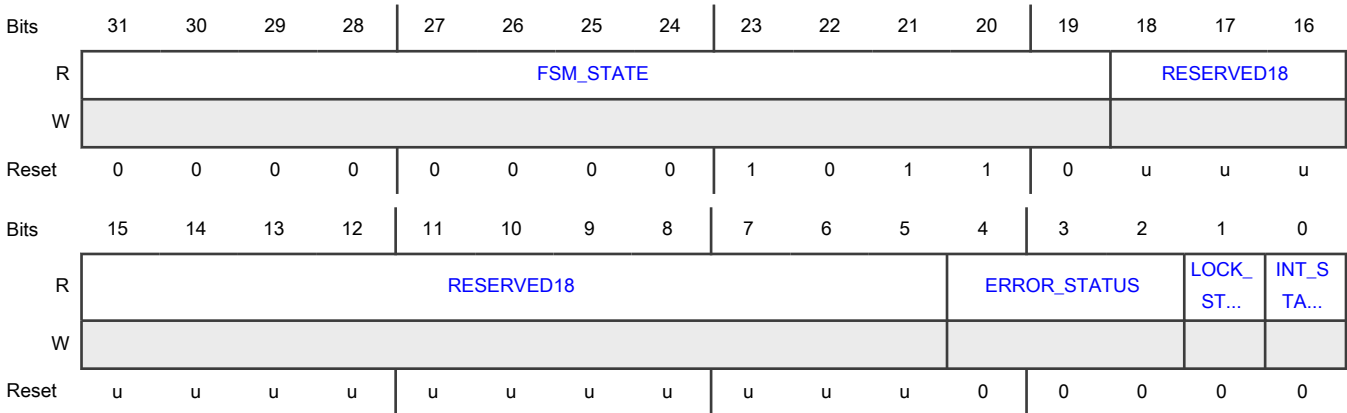 Bits 31 30 29 28 27 26 25 24 23 22 21 20 19 18 17 16
R FSM_STATE RESERVED18
W
Reset 0 0 0 0 0 0 0 0 1 0 1 1 0 u u u
Bits 15 14 13 12 11 10 9 8 7 6 5 4 3 2 1 0
R RESERVED18 ERROR_STATUS LOCK_ INT_S
ST... TA...
W
Reset u u u u u u u u u u u 0 0 0 0 0